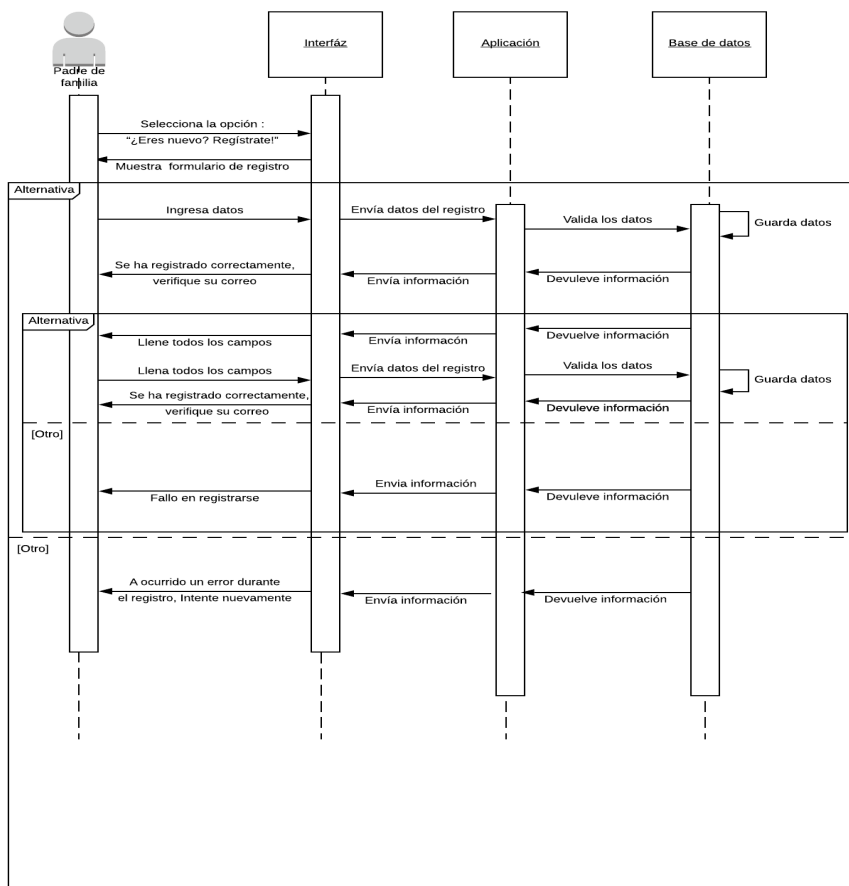 Padre de
familia
Interfáz
Aplicación
Base de datos
Selecciona la opción :
"¿Eres nuevo? Regístrate!"
Muestra formulario de registro
Alternativa
Ingresa datos
Envía datos del registro
Valida los datos
Guarda datos
Se ha registrado correctamente,
verifique su correo
Envía información
Devuleve información
Alternativa
Llene todos los campos
Envía informacón
Devuelve información
Llena todos los campos
Envía datos del registro
Valida los datos
Guarda datos
Se ha registrado correctamente,
verifique su correo
Envía información
Devuleve información
[Otro]
Fallo en registrarse
Envia información
Devuleve información
[Otro]
A ocurrido un error durante
el registro, Intente nuevamente
Envía información
Devuelve información